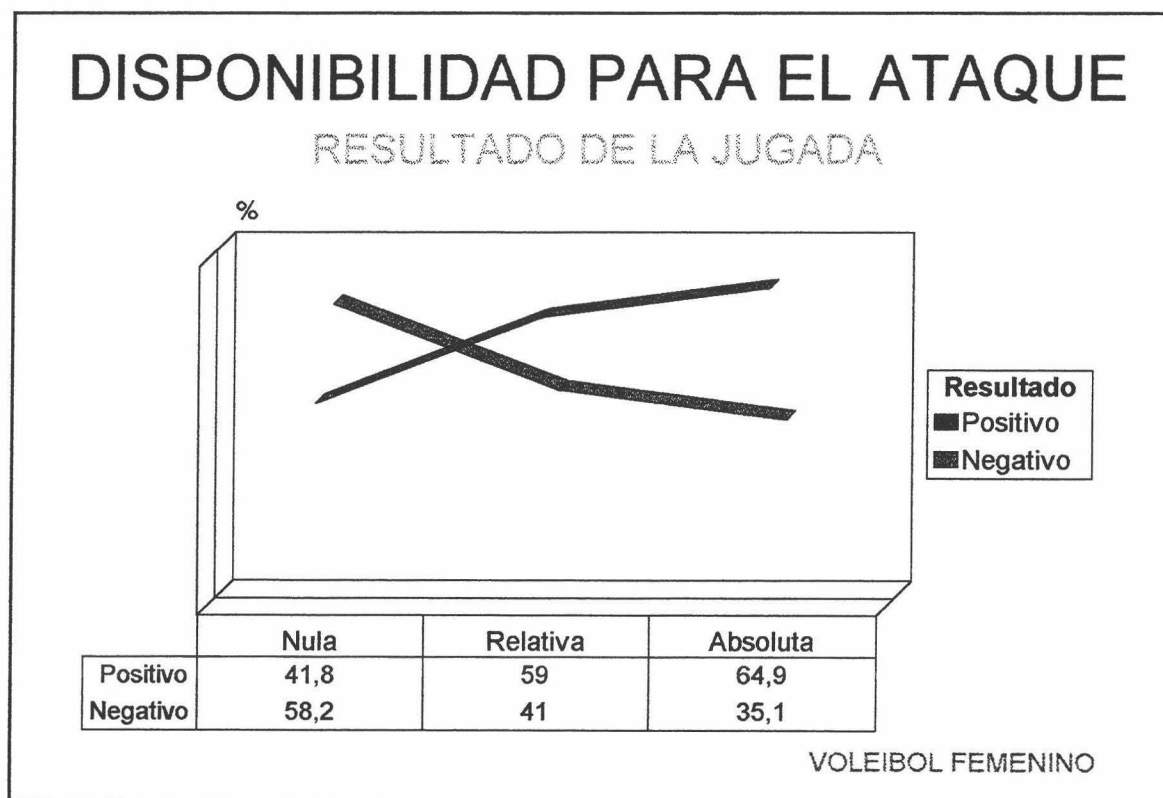 DISPONIBILIDAD PARA EL ATAQUE
RESULTADO DE LA JUGADA
%
Resultado
Positivo
Negativo
Nula Relativa Absoluta
Positivo 41,8 59 64,9
Negativo 58,2 41 35,1
VOLEIBOL FEMENINO